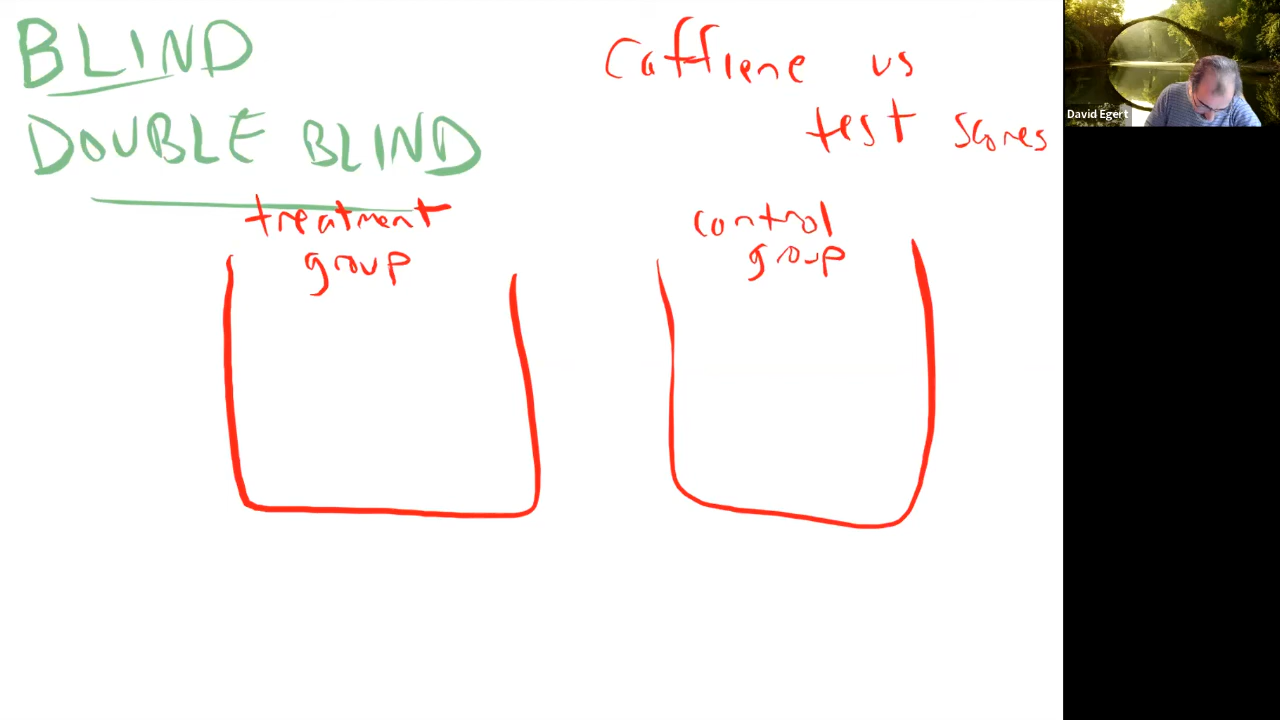 BLIND
DOUBLE BLIND
Caffiene vs
test scores
treatment
group
control
group
David Egert